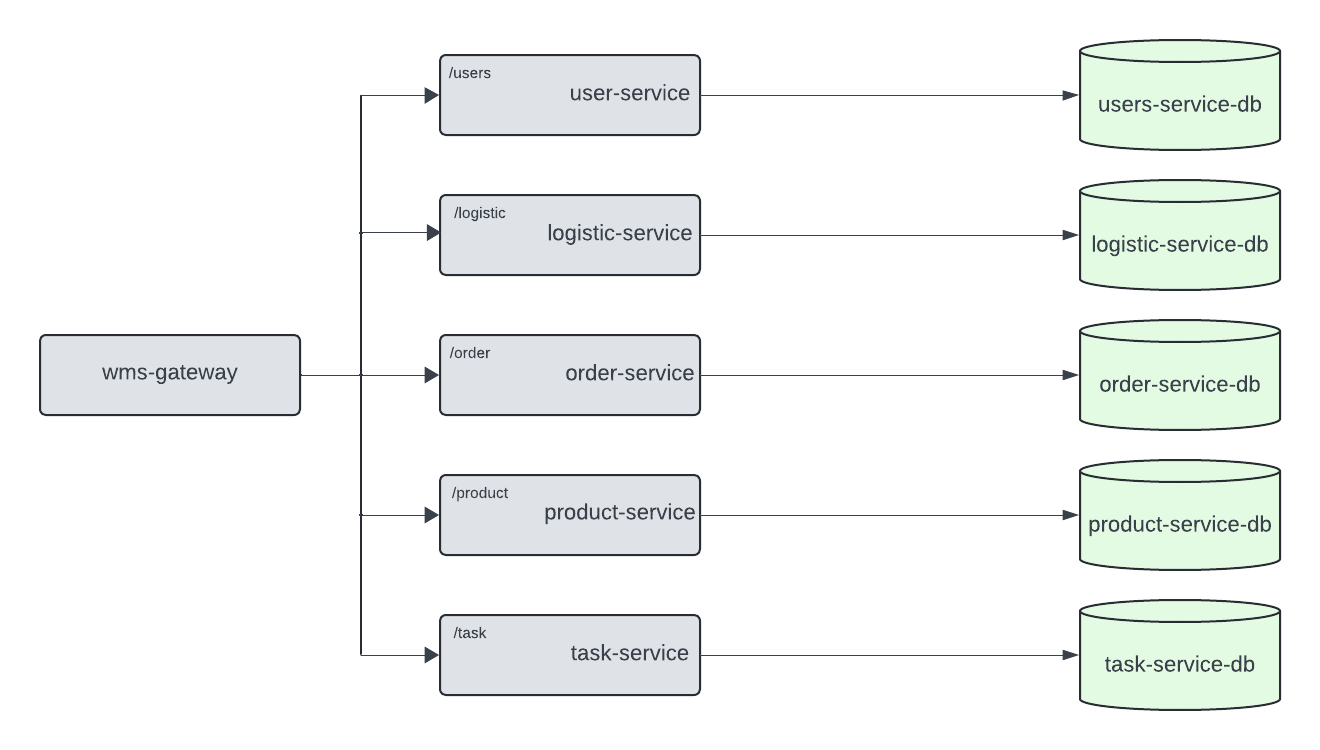 /users
user-service
users-service-db
/logistic
logistic-service
logistic-service-db
wms-gateway
/order
order-service
order-service-db
/product
product-service
product-service-db
/task
task-service
task-service-db